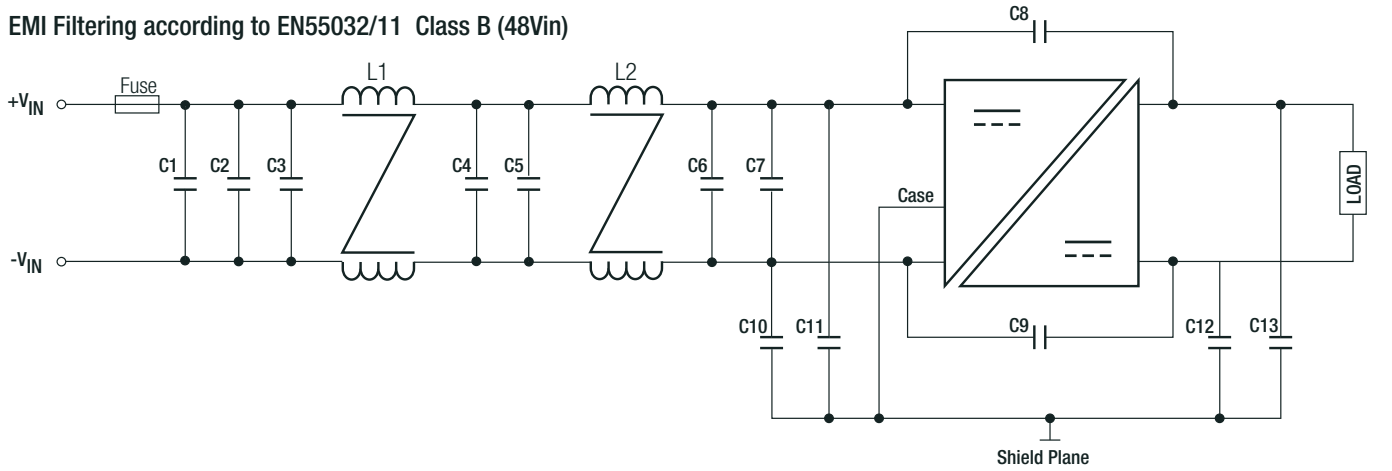 EMI Filtering according to EN55032/11 Class B (48Vin)
C8
L1
L2
Fuse
+VIN
C1
C2
C3
C4
C5
C6
C7
Case
LOAD
-VIN
C10
C11
C9
C12
C13
Shield Plane